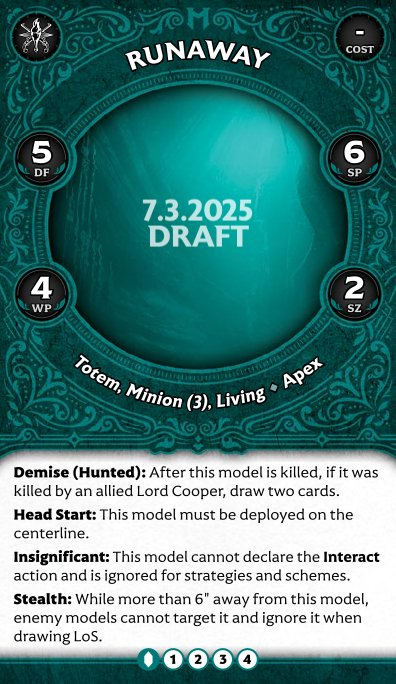 RUNAWAY
-
COST
5
DF
6
SP
7.3.2025
DRAFT
4
WP
2
SZ
Totem, Minion (3), Living ♦ Apex
Demise (Hunted): After this model is killed, if it was
killed by an allied Lord Cooper, draw two cards.
Head Start: This model must be deployed on the
centerline.
Insignificant: This model cannot declare the Interact
action and is ignored for strategies and schemes.
Stealth: While more than 6" away from this model,
enemy models cannot target it and ignore it when
drawing LoS.
1 2 3 4